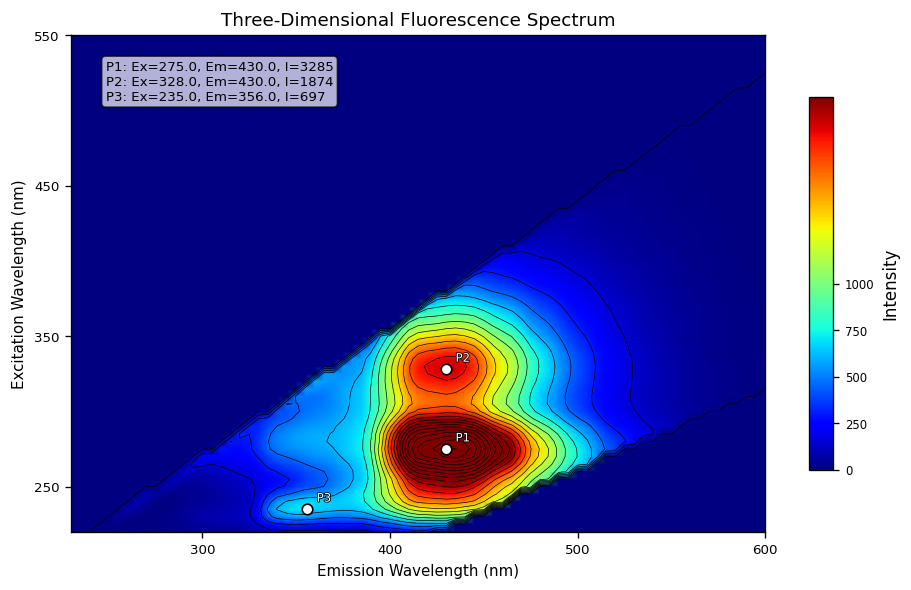 Three-Dimensional Fluorescence Spectrum
P1: Ex=275.0, Em=430.0, I=3285
P2: Ex=328.0, Em=430.0, I=1874
P3: Ex=235.0, Em=356.0, I=697
Excitation Wavelength (nm)
550
450
350
250
P2
P1
P3
300
400
500
600
Emission Wavelength (nm)
1000
750
500
250
0
Intensity